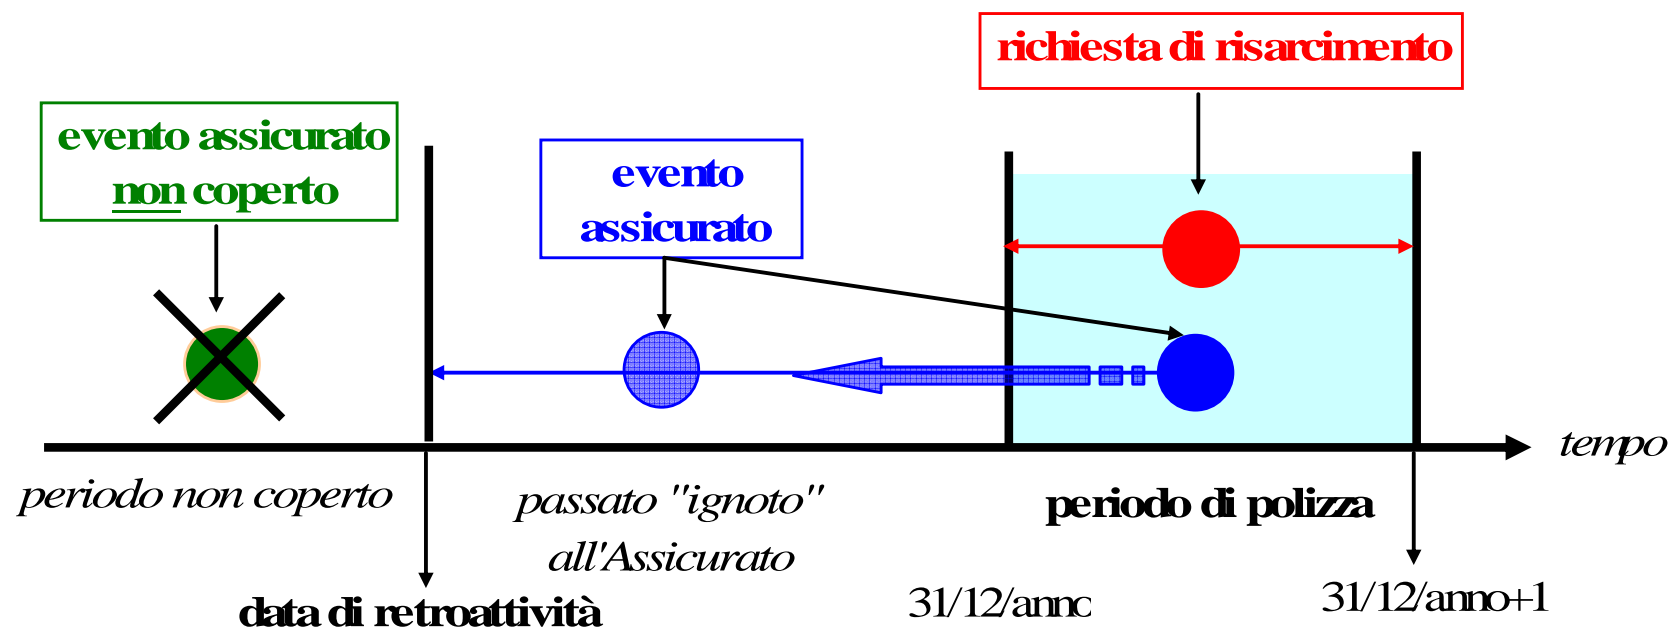 richiesta di risarcimento
evento assicurato
non coperto
evento
assicurato
tempo
periodo non coperto
passato "ignoto"
all'Assicurato
periodo di polizza
data di retroattività
31/12/anno
31/12/anno+1